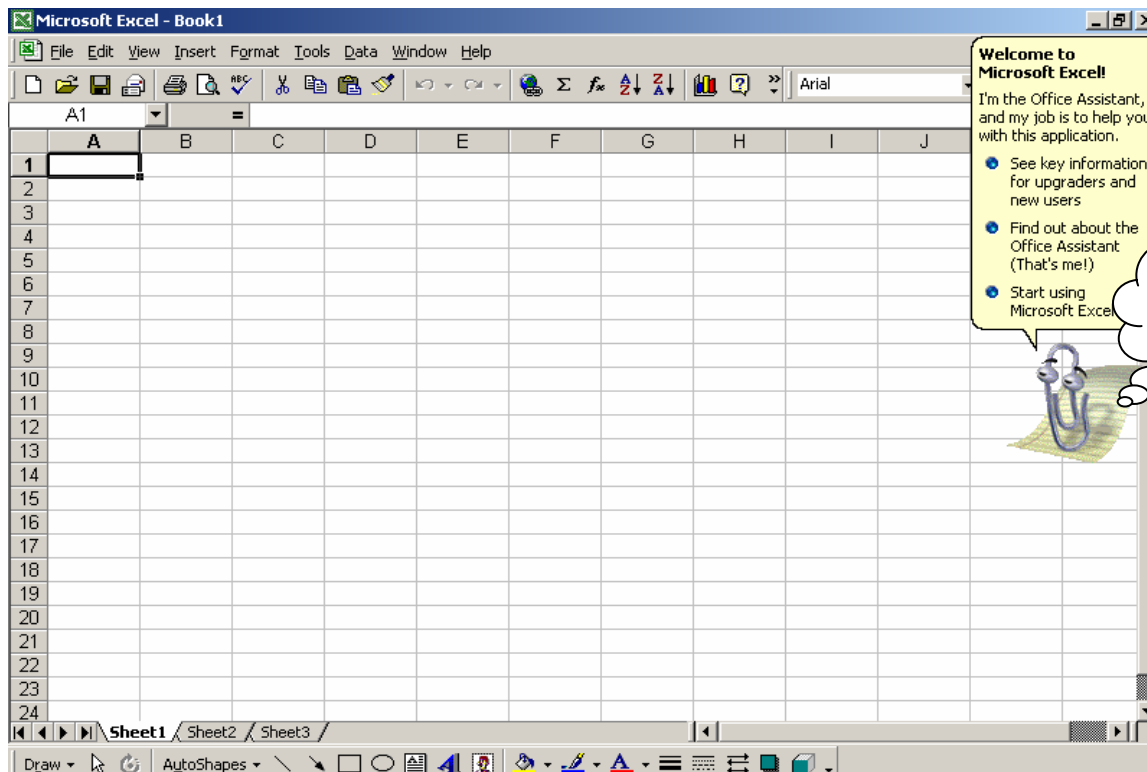 Microsoft Excel - Book1
File Edit View Insert Format Tools Data Window Help
ABC Σ fx A Z Z A ? » Arial
A1 =
A B C D E F G H I J
1
2
3
4
5
6
7
8
9
10
11
12
13
14
15
16
17
18
19
20
21
22
23
24
Welcome to
Microsoft Excel!
I'm the Office Assistant,
and my job is to help you
with this application.
See key information
for upgraders and
new users
Find out about the
Office Assistant
(That's me!)
Start using
Microsoft Excel
Sheet1 Sheet2 Sheet3
Draw AutoShapes A A A